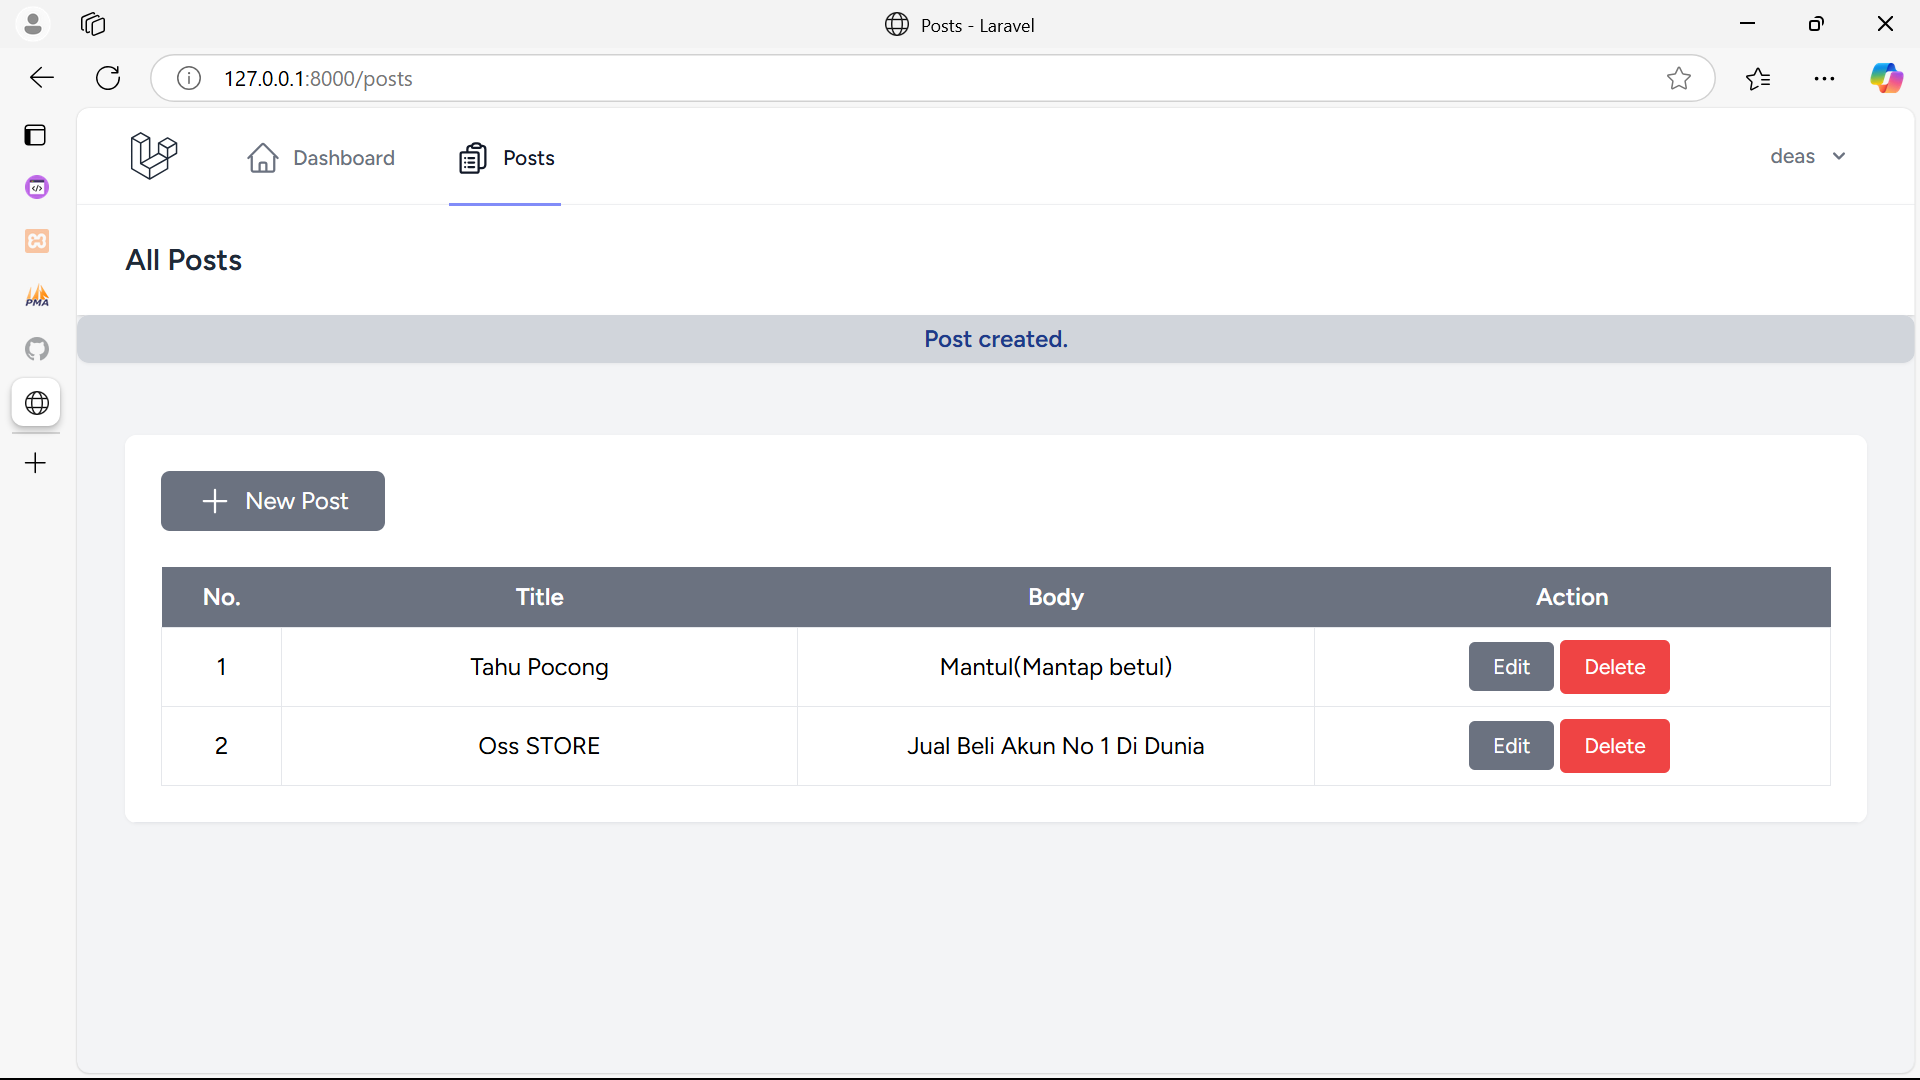 Posts - Laravel
127.0.0.1:8000/posts
PMA
Dashboard
Posts
deas
All Posts
Post created.
New Post
No. Title Body Action
1 Tahu Pocong Mantul(Mantap betul) Edit Delete
2 Oss STORE Jual Beli Akun No 1 Di Dunia Edit Delete